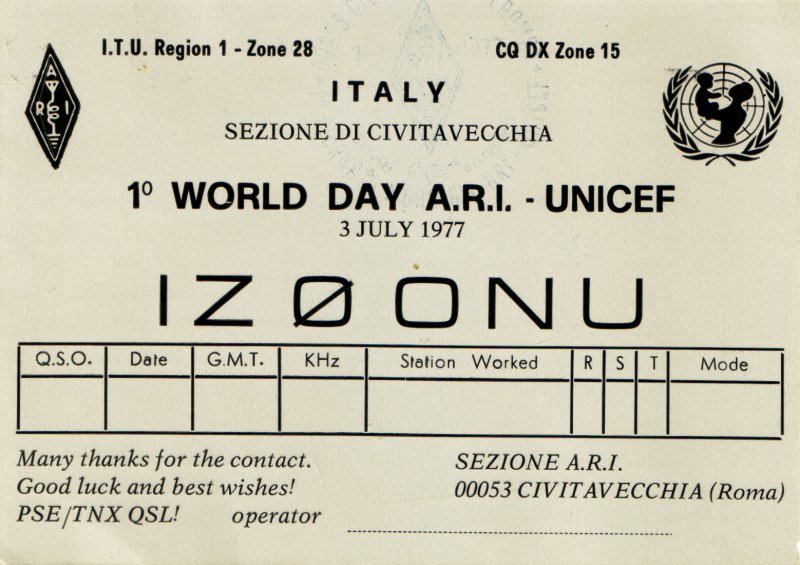 I.T.U. Region 1 - Zone 28
CQ DX Zone 15
A
R I
ITALY
SEZIONE DI CIVITAVECCHIA
1º WORLD DAY A.R.I. - UNICEF
3 JULY 1977
IZØONU
Q.S.O. Date G.M.T. KHz Station Worked R S T Mode
Many thanks for the contact.
Good luck and best wishes!
PSE/TNX QSL! operator
SEZIONE A.R.I.
00053 CIVITAVECCHIA (Roma)